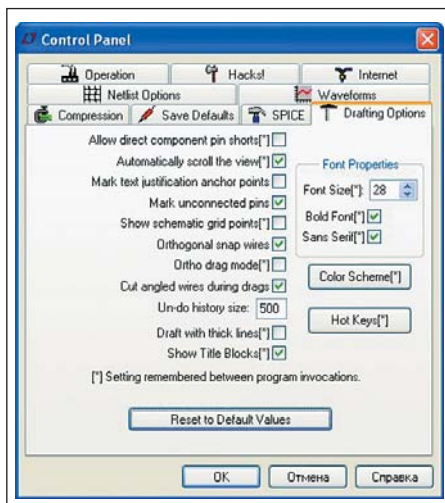 Control Panel
Operation Hacks! Internet
Netlist Options Waveforms
Compression Save Defaults SPICE Drafting Options
Allow direct component pin shorts[*]
Automatically scroll the view[*]
Mark text justification anchor points
Mark unconnected pins
Show schematic grid points[*]
Orthogonal snap wires
Ortho drag mode[*]
Cut angled wires during drags
Un-do history size: 500
Draft with thick lines[*]
Show Title Blocks[*]
Font Properties
Font Size[*]: 28
Bold Font[*]
Sans Serif[*]
Color Scheme[*]
Hot Keys[*]
[*] Setting remembered between program invocations.
Reset to Default Values
OK Отмена Справка